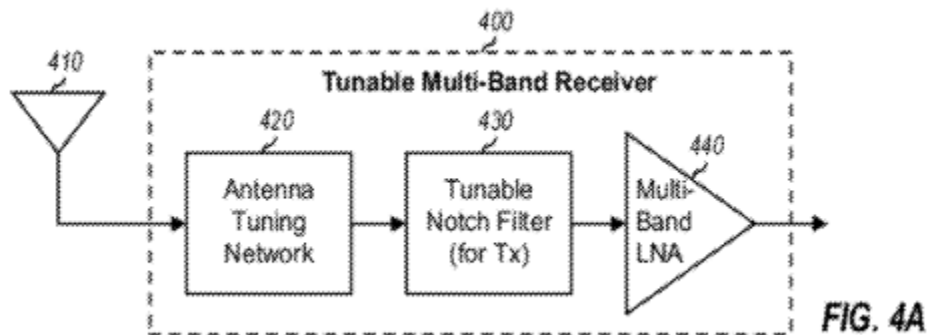 400
410
Tunable Multi-Band Receiver
420
430
440
Antenna
Tuning
Network
Tunable
Notch Filter
(for Tx)
Multi-
Band
LNA
FIG. 4A